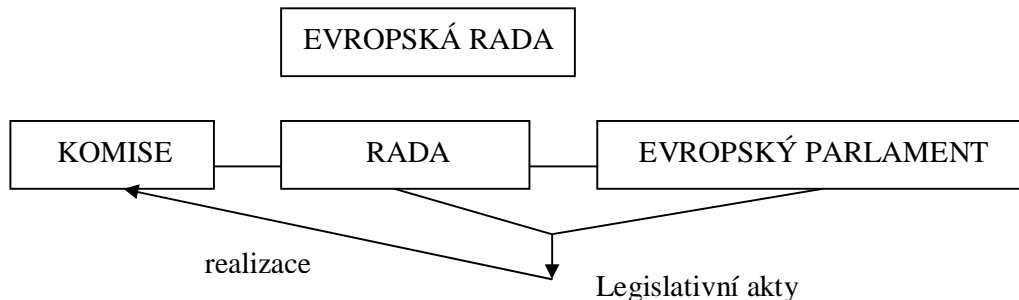 EVROPSKÁ RADA
KOMISE
RADA
EVROPSKÝ PARLAMENT
realizace
Legislativní akty